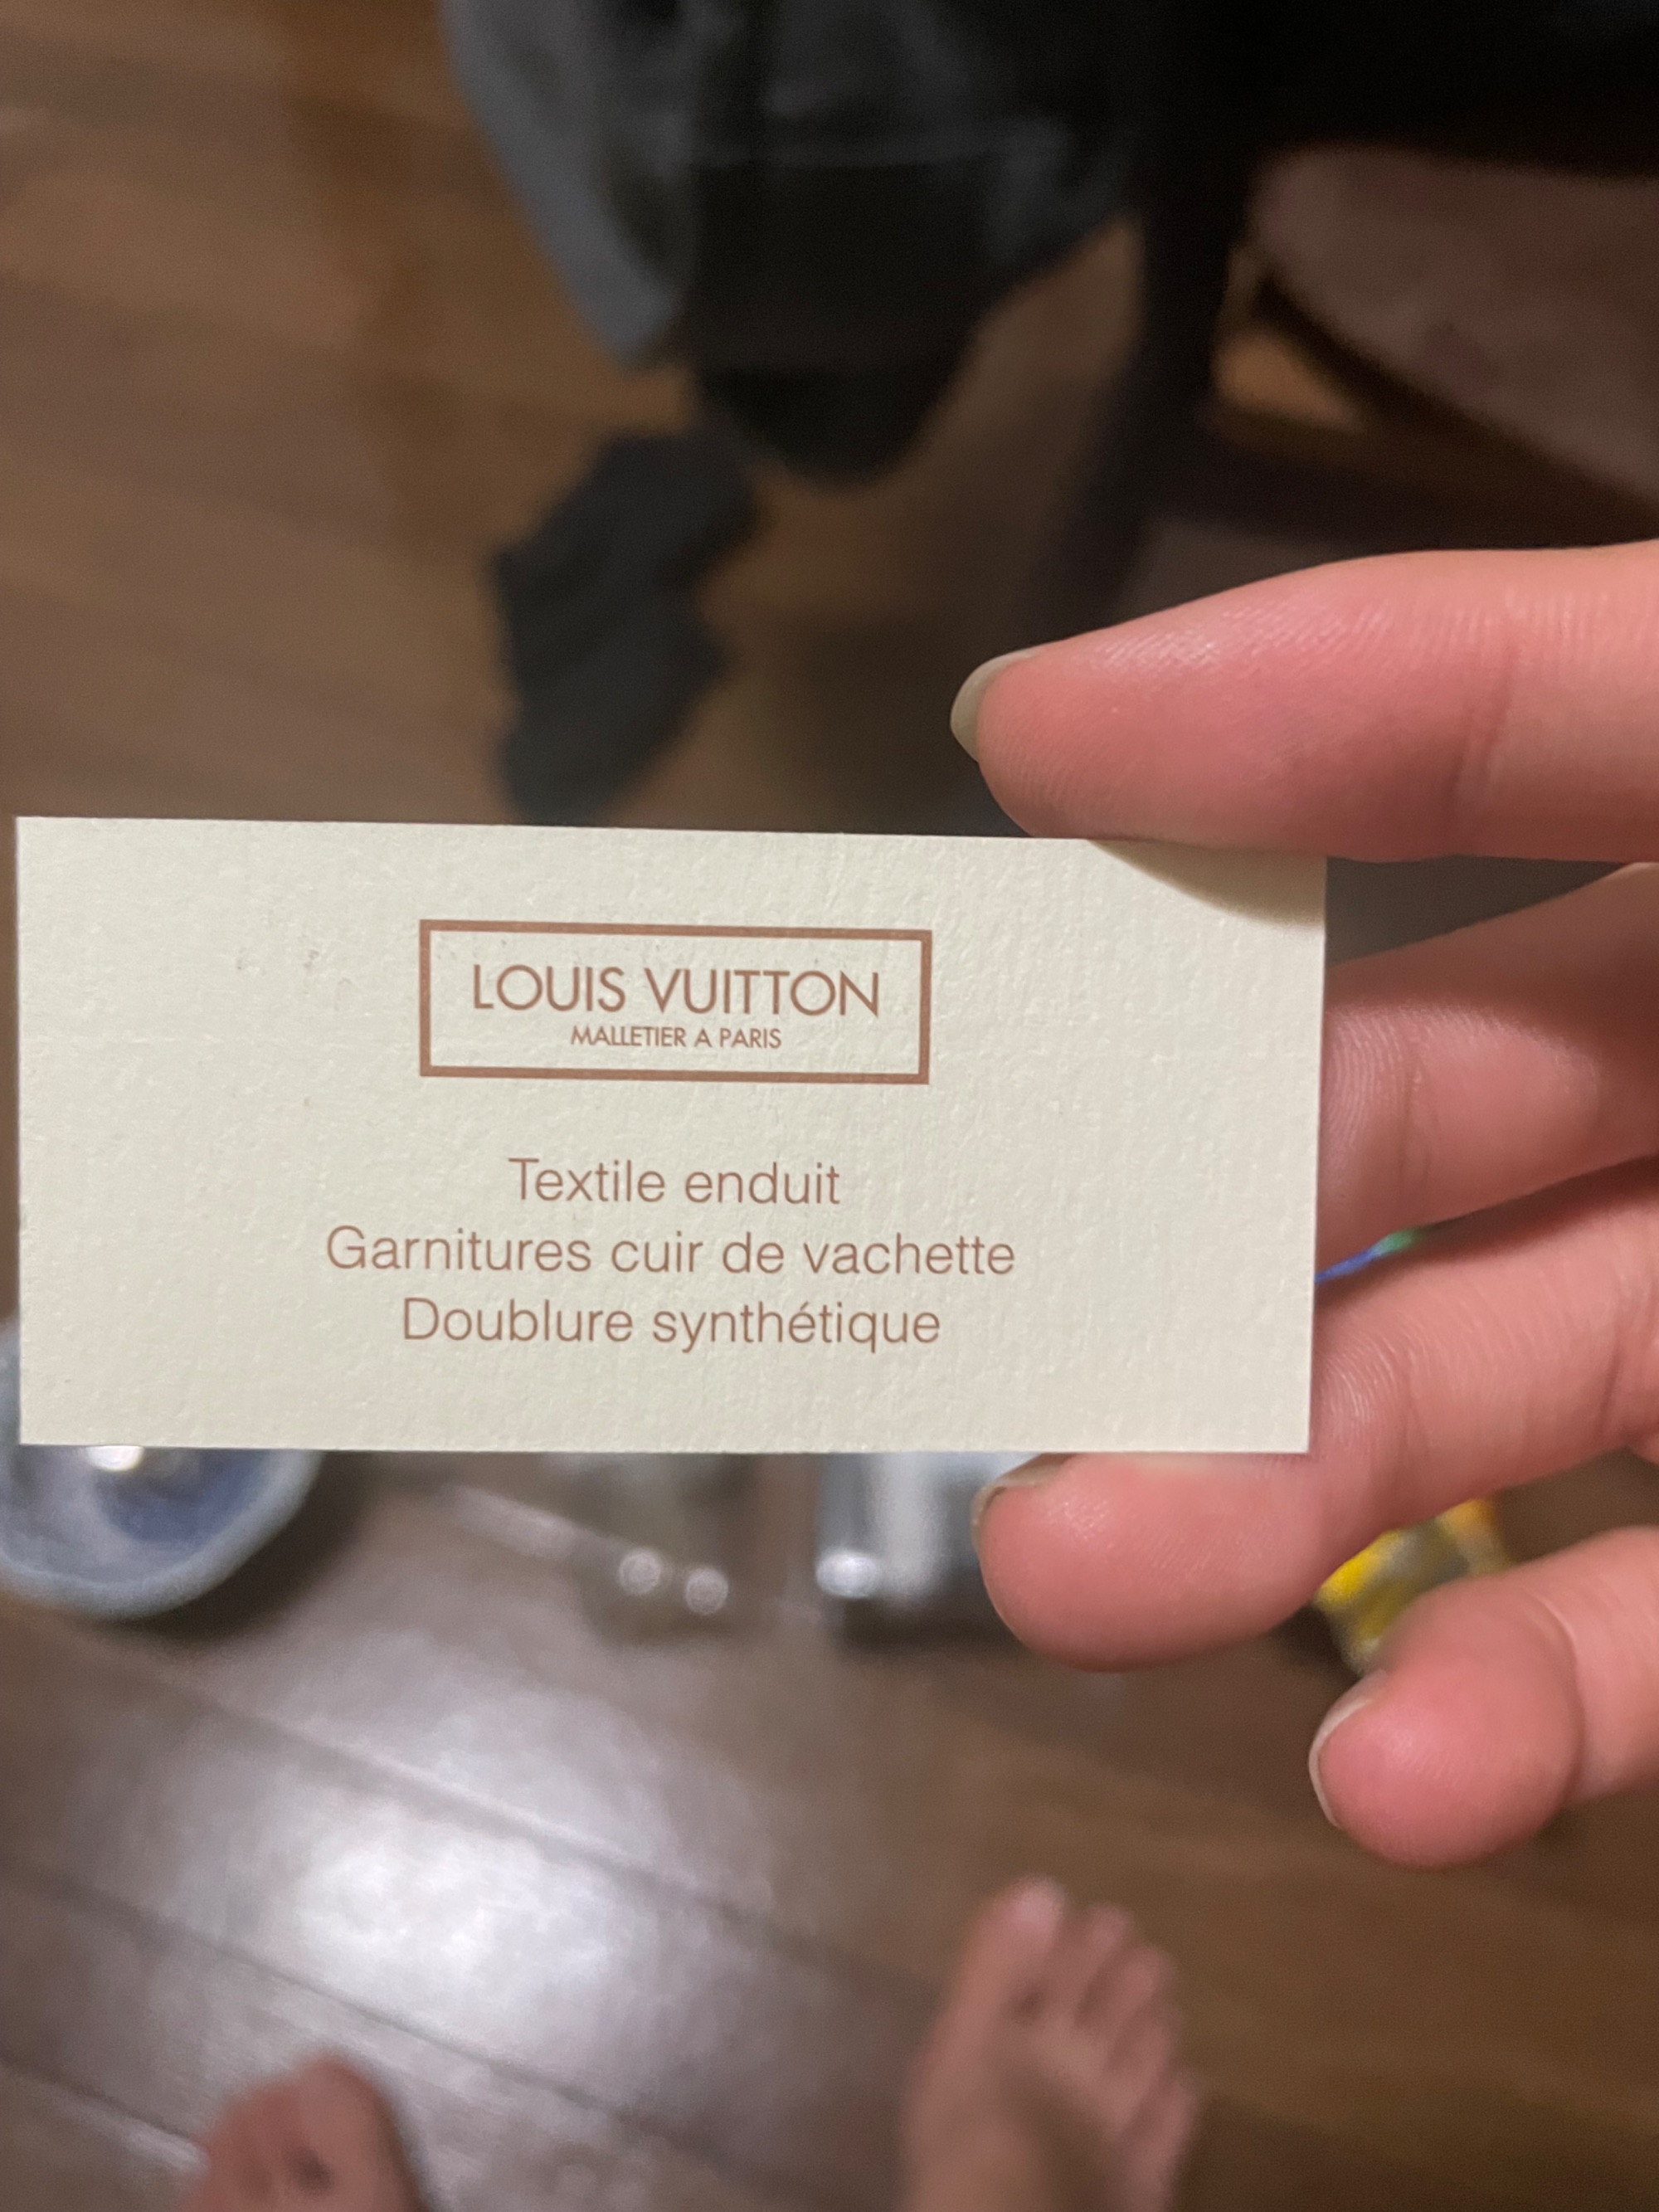 LOUIS VUITTON
MALLETIER A PARIS
Textile enduit
Garnitures cuir de vachette
Doublure synthétique